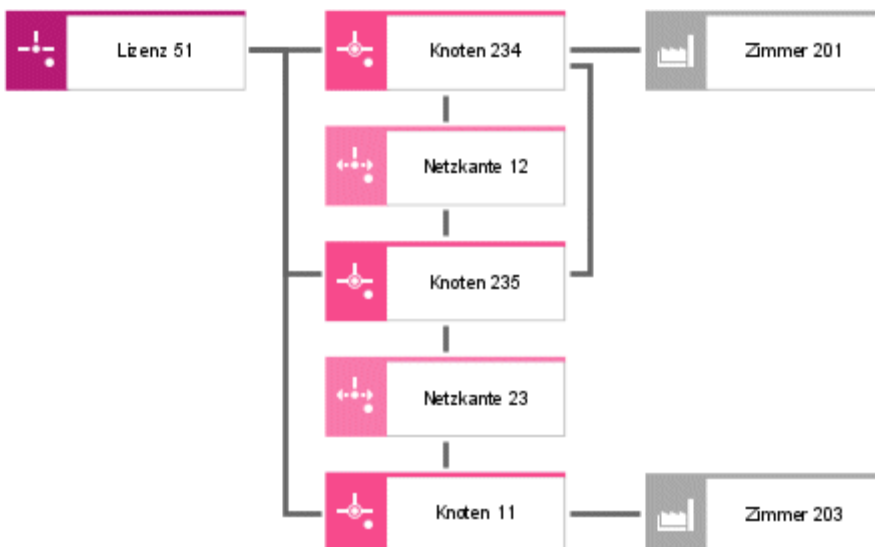 Lizenz 51
Knoten 234
Zimmer 201
Netzkante 12
Knoten 235
Netzkante 23
Knoten 11
Zimmer 203